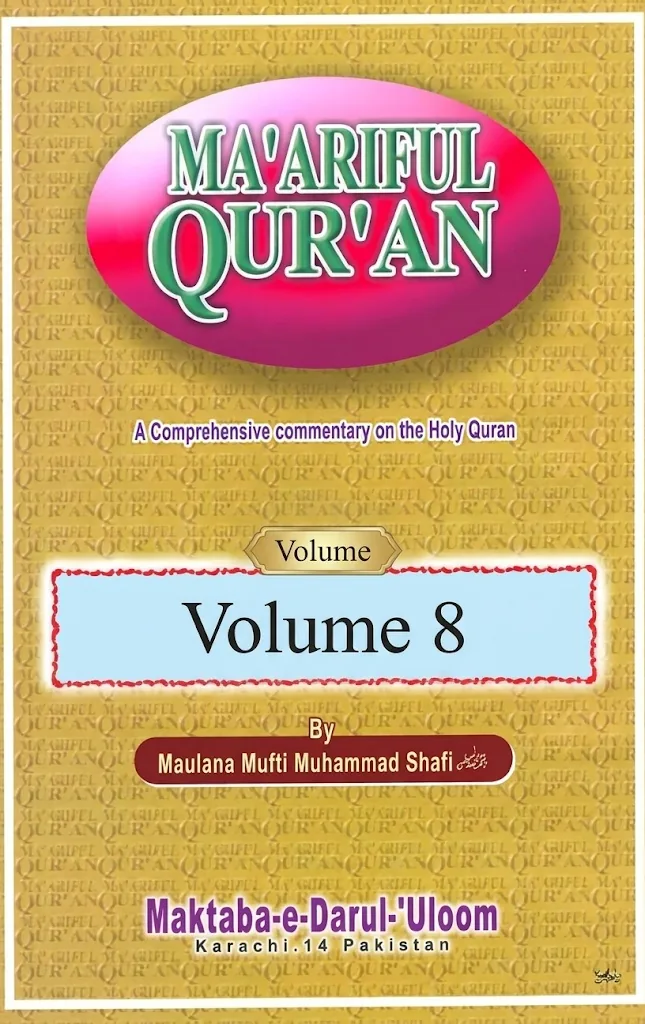 MA'ARIFUL
QUR'AN
A Comprehensive commentary on the Holy Quran
Volume
Volume 8
By
Maulana Mufti Muhammad Shafi
Maktaba-e-Darul-'Uloom
Karachi.14 Pakistan